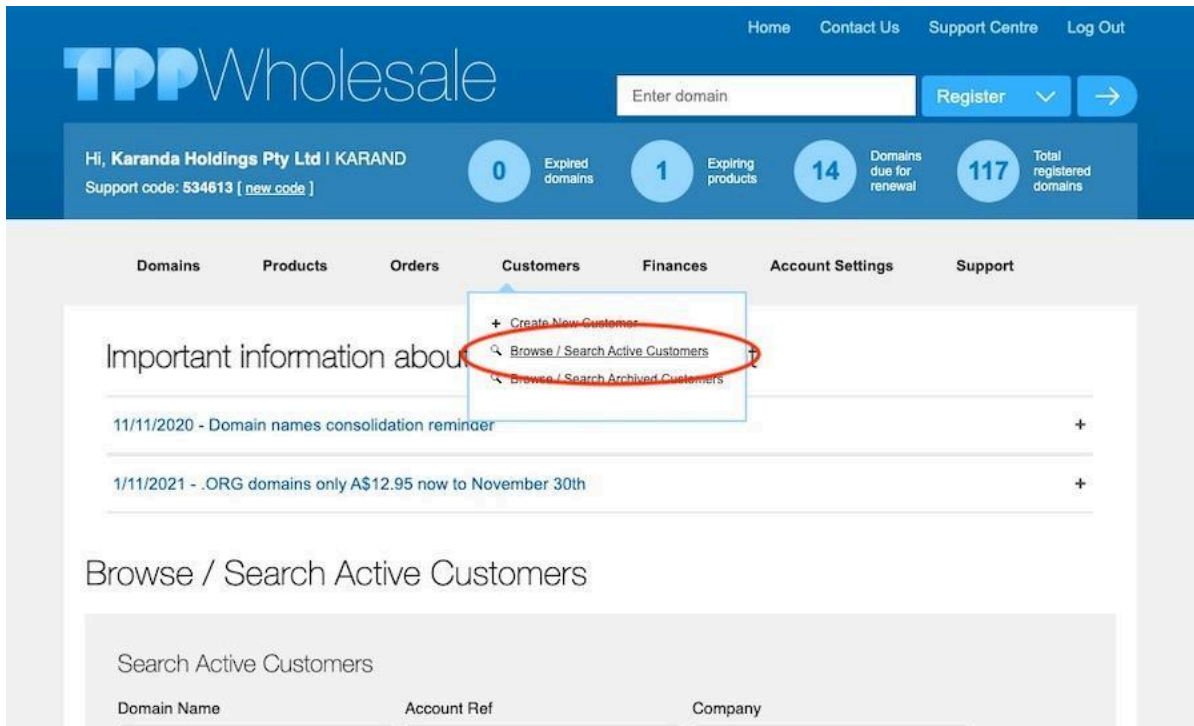 Home Contact Us Support Centre Log Out
TPPWholesale
Enter domain Register
Hi, Karanda Holdings Pty Ltd | KARAND
Support code: 534613 [ new code ]
0 Expired domains
1 Expiring products
14 Domains due for renewal
117 Total registered domains
Domains Products Orders Customers Finances Account Settings Support
+ Create New Customer
Browse / Search Active Customers
Browse / Search Archived Customers
Important information abou t
11/11/2020 - Domain names consolidation reminder +
1/11/2021 - .ORG domains only A$12.95 now to November 30th +
Browse / Search Active Customers
Search Active Customers
Domain Name Account Ref Company